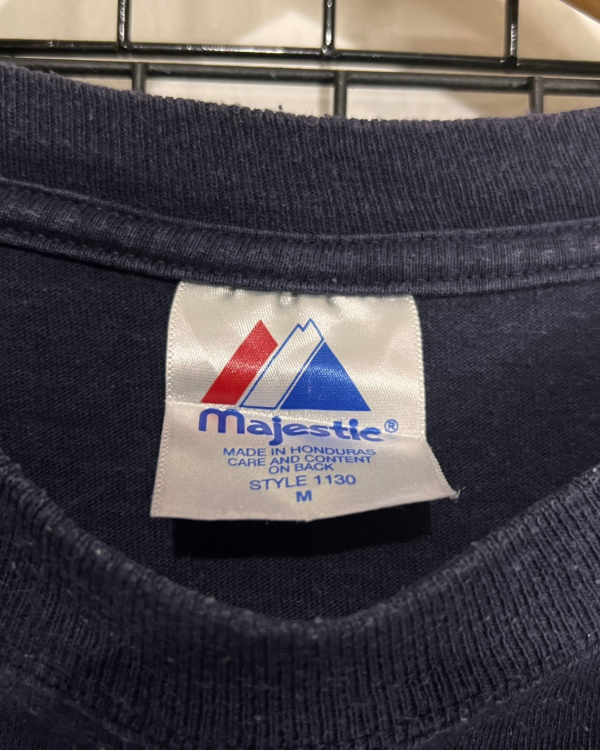 Majestic®
MADE IN HONDURAS
CARE AND CONTENT
ON BACK
STYLE 1130
M